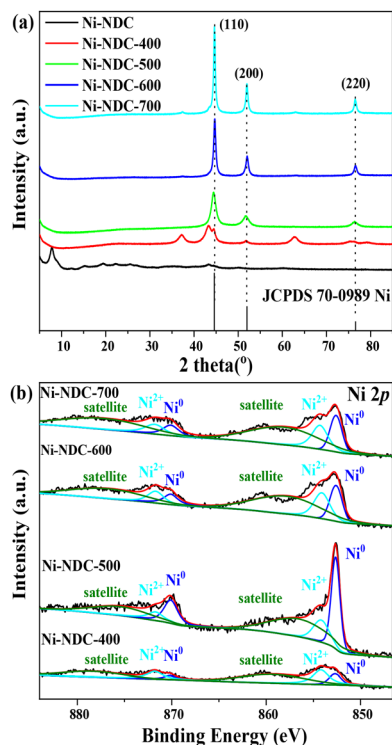 (a)
Ni-NDC
Ni-NDC-400
Ni-NDC-500
Ni-NDC-600
Ni-NDC-700
(110)
(200)
(220)
JCPDS 70-0989 Ni
Intensity (a.u.)
10 20 30 40 50 60 70 80
2 theta(º)
(b)
Ni 2p
Ni-NDC-700
satellite Ni2+ Ni0 satellite Ni2+ Ni0
Ni-NDC-600
satellite Ni2+ Ni0 satellite Ni2+ Ni0
Ni-NDC-500
satellite Ni2+ Ni0 satellite Ni2+ Ni0
Ni-NDC-400
satellite Ni2+ Ni0 satellite Ni2+ Ni0
Intensity (a.u.)
880 870 860 850
Binding Energy (eV)